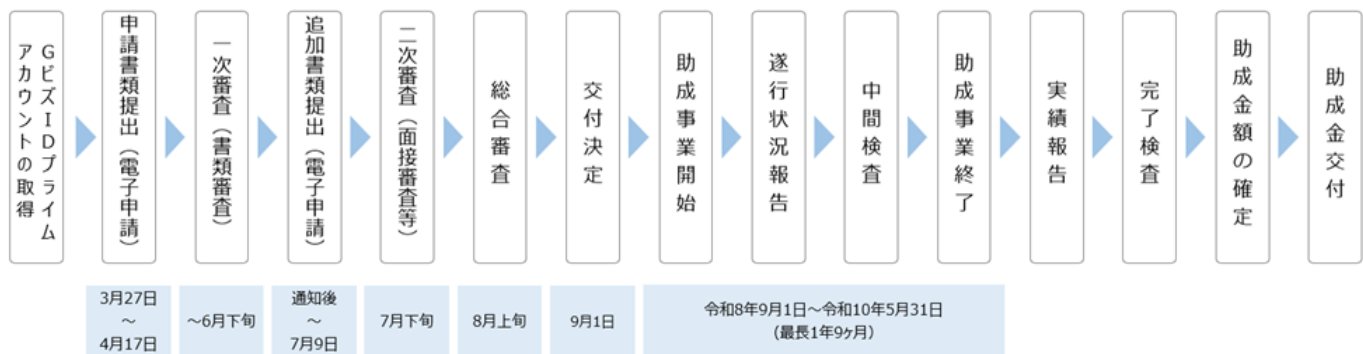 GビズIDプライム
アカウントの取得
申請書類提出（電子申請）
一次審査（書類審査）
追加書類提出（電子申請）
二次審査（面接審査等）
総合審査
交付決定
助成事業開始
遂行状況報告
中間検査
助成事業終了
実績報告
完了検査
助成金額の確定
助成金交付
3月27日
～
4月17日
～6月下旬
通知後
～
7月9日
7月下旬
8月上旬
9月1日
令和8年9月1日～令和10年5月31日
（最長1年9ヶ月）